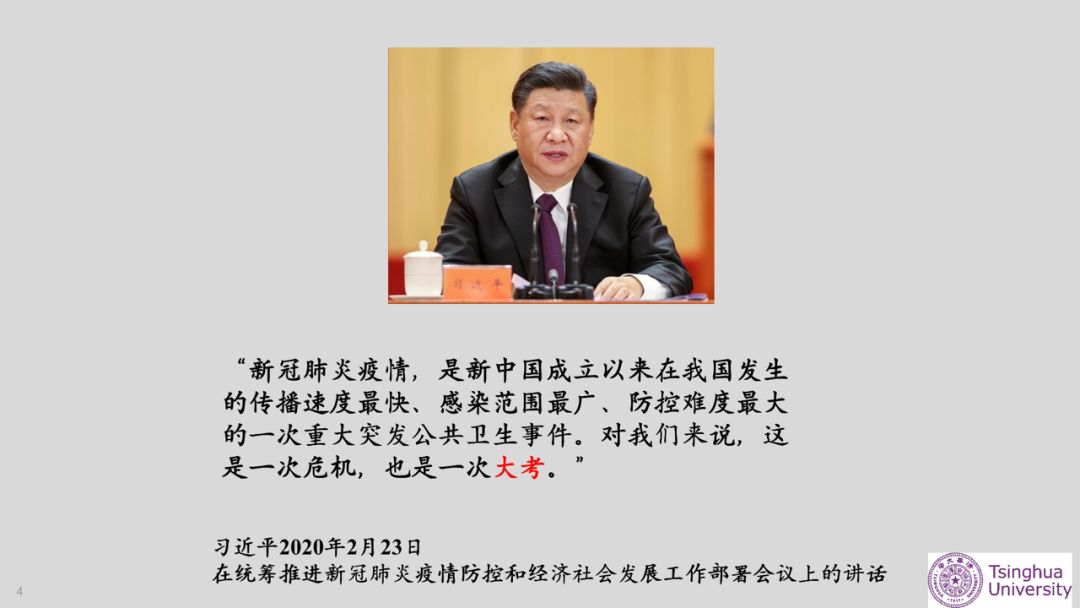 习近平
“新冠肺炎疫情，是新中国成立以来在我国发生
的传播速度最快、感染范围最广、防控难度最大
的一次重大突发公共卫生事件。对我们来说，这
是一次危机，也是一次大考。”
习近平2020年2月23日
在统筹推进新冠肺炎疫情防控和经济社会发展工作部署会议上的讲话
4
Tsinghua
University